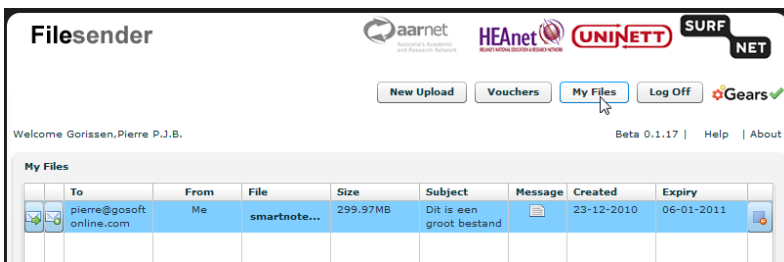 Filesender
aarnet
Australia's Academic
and Research Network
HEAnet
UNINETT
SURF
NET
New Upload Vouchers My Files Log Off Gears
Welcome Gorissen,Pierre P.J.B. Beta 0.1.17 | Help | About
My Files
To From File Size Subject Message Created Expiry
pierre@gosoft Me smartnote... 299.97MB Dit is een 23-12-2010 06-01-2011
online.com groot bestand